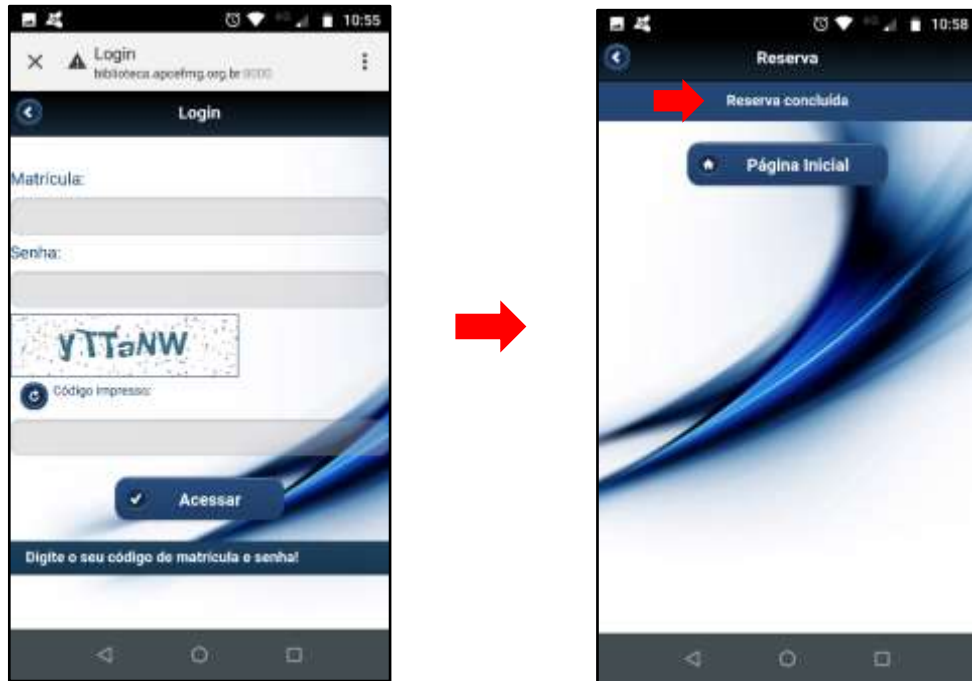 10:55
Login
biblioteca.apcefmg.org.br:9000
Login
Matrícula:
Senha:
yTTaNW
Código impresso:
Acessar
Digite o seu código de matrícula e senha!
10:58
Reserva
Reserva concluída
Página Inicial